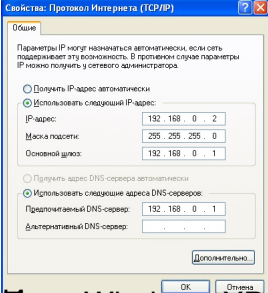 Свойства: Протокол Интернета (TCP/IP)
Общие
Параметры IP могут назначаться автоматически, если сеть
поддерживает эту возможность. В противном случае параметры
IP можно получить у сетевого администратора.
Получить IP-адрес автоматически
Использовать следующий IP-адрес:
IP-адрес: 192 . 168 . 0 . 2
Маска подсети: 255 . 255 . 255 . 0
Основной шлюз: 192 . 168 . 0 . 1
Получить адрес DNS-сервера автоматически
Использовать следующие адреса DNS-серверов:
Предпочитаемый DNS-сервер: 192 . 168 . 0 . 1
Альтернативный DNS-сервер: . . .
Дополнительно...
OK Отмена